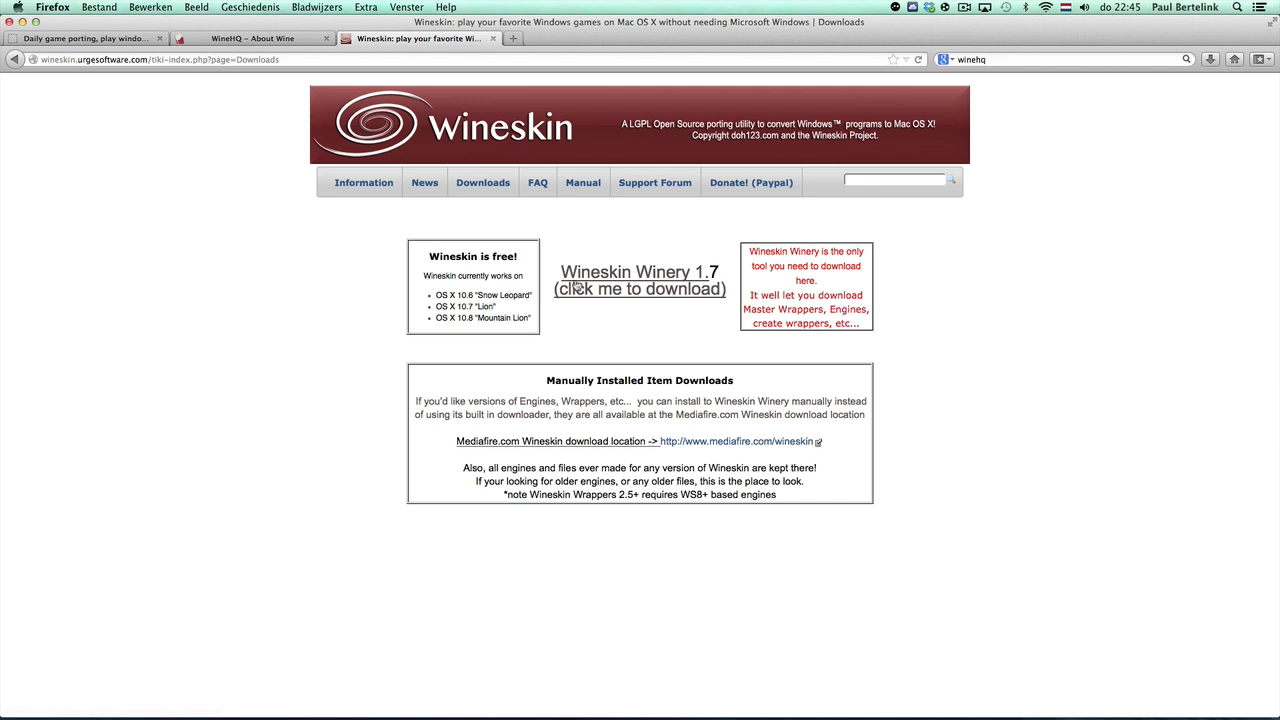 Firefox Bestand Bewerken Beeld Geschiedenis Bladwijzers Extra Venster Help do 22:45 Paul Bertelink
Wineskin: play your favorite Windows games on Mac OS X without needing Microsoft Windows | Downloads
Daily game porting, play windo... WineHQ - About Wine Wineskin: play your favorite Wi...
wineskin.urgesoftware.com/tiki-index.php?page=Downloads winehq
Wineskin
A LGPL Open Source porting utility to convert Windows™ programs to Mac OS X!
Copyright doh123.com and the Wineskin Project.
Information News Downloads FAQ Manual Support Forum Donate! (Paypal)
Wineskin is free!
Wineskin currently works on
• OS X 10.6 "Snow Leopard"
• OS X 10.7 "Lion"
• OS X 10.8 "Mountain Lion"
Wineskin Winery 1.7
(click me to download)
Wineskin Winery is the only
tool you need to download
here.
It well let you download
Master Wrappers, Engines,
create wrappers, etc...
Manually Installed Item Downloads
If you'd like versions of Engines, Wrappers, etc... you can install to Wineskin Winery manually instead
of using its built in downloader, they are all available at the Mediafire.com Wineskin download location
Mediafire.com Wineskin download location -> http://www.mediafire.com/wineskin
Also, all engines and files ever made for any version of Wineskin are kept there!
If your looking for older engines, or any older files, this is the place to look.
*note Wineskin Wrappers 2.5+ requires WS8+ based engines